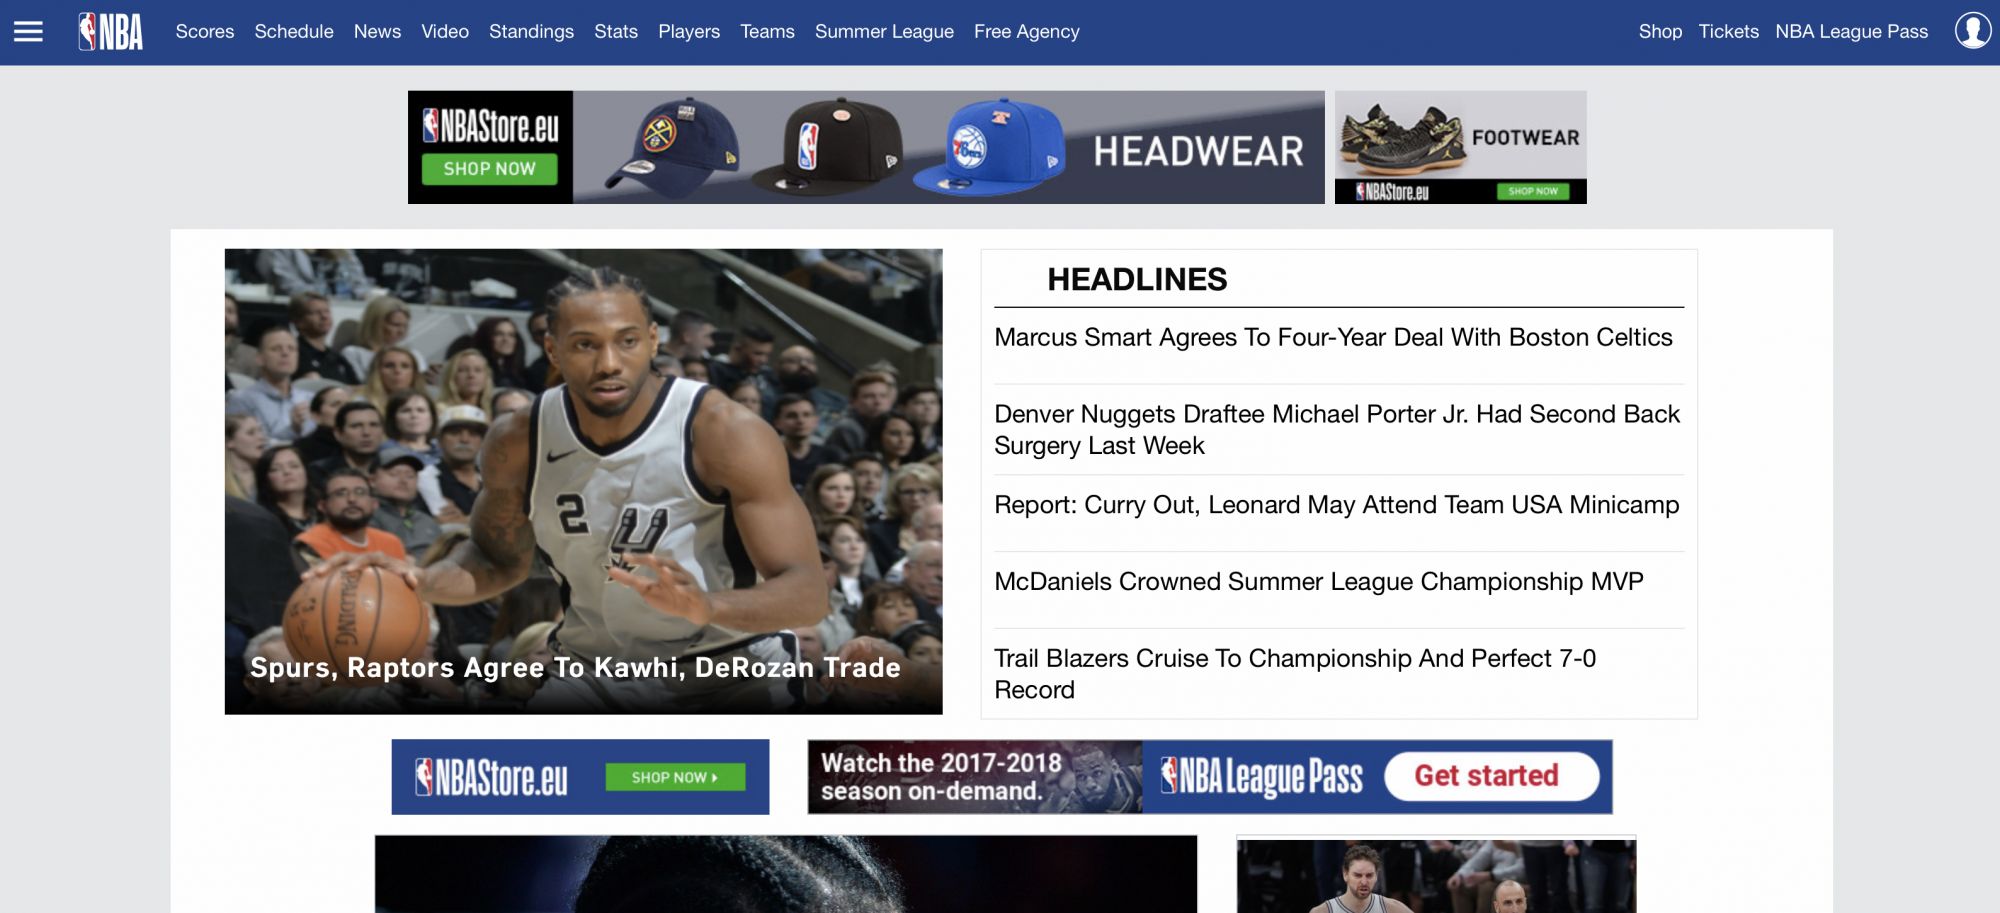 NBA
Scores Schedule News Video Standings Stats Players Teams Summer League Free Agency
Shop Tickets NBA League Pass
NBAStore.eu
SHOP NOW
76ers
HEADWEAR
FOOTWEAR
NBAStore.eu
SHOP NOW
2
SPALDING
Spurs, Raptors Agree To Kawhi, DeRozan Trade
HEADLINES
Marcus Smart Agrees To Four-Year Deal With Boston Celtics
Denver Nuggets Draftee Michael Porter Jr. Had Second Back
Surgery Last Week
Report: Curry Out, Leonard May Attend Team USA Minicamp
McDaniels Crowned Summer League Championship MVP
Trail Blazers Cruise To Championship And Perfect 7-0
Record
NBAStore.eu
SHOP NOW
Watch the 2017-2018
season on-demand.
NBA League Pass
Get started